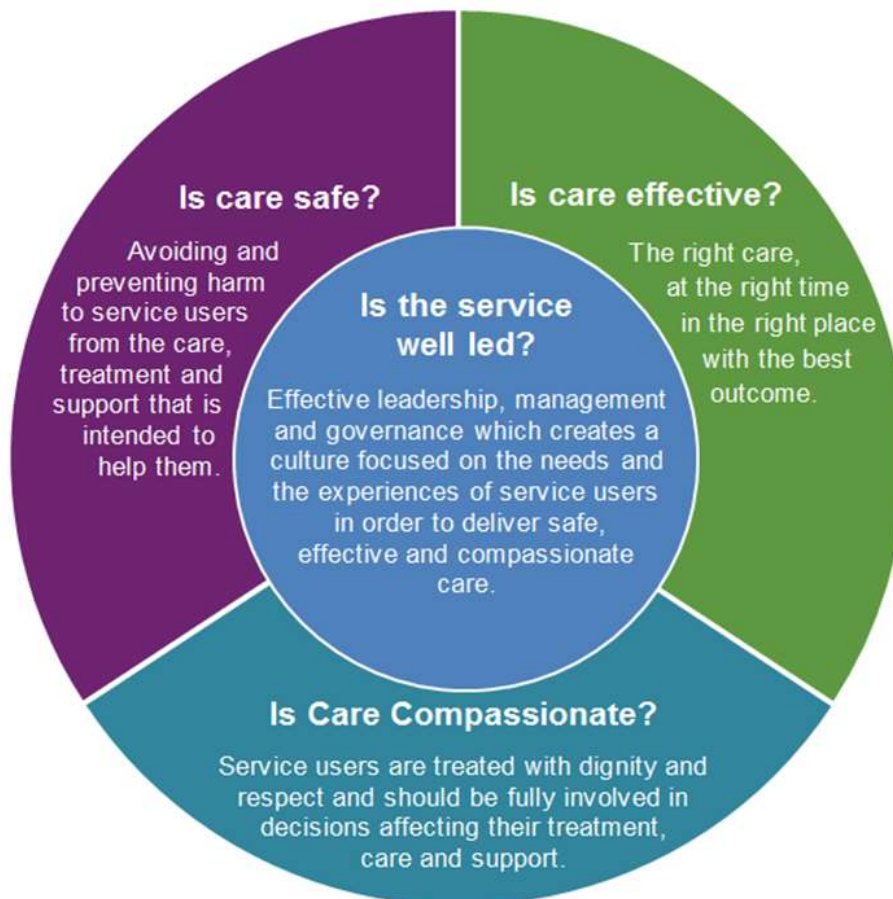 Is care safe?
Avoiding and
preventing harm
to service users
from the care,
treatment and
support that is
intended to
help them.
Is care effective?
The right care,
at the right time
in the right place
with the best
outcome.
Is the service
well led?
Effective leadership, management
and governance which creates a
culture focused on the needs and
the experiences of service users
in order to deliver safe,
effective and compassionate
care.
Is Care Compassionate?
Service users are treated with dignity and
respect and should be fully involved in
decisions affecting their treatment,
care and support.